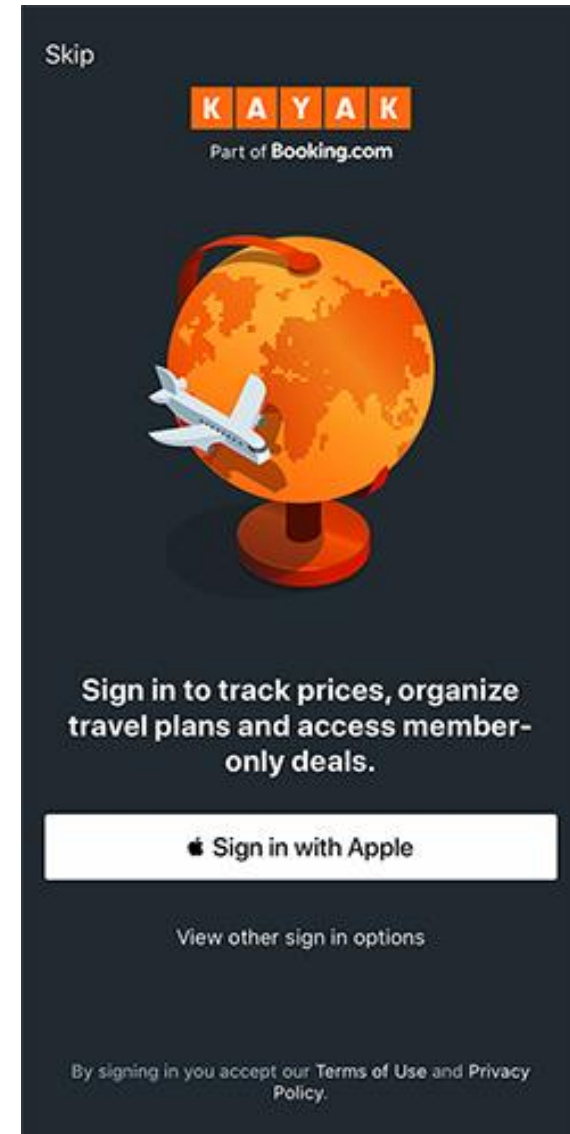 Skip
KAYAK
Part of Booking.com
Sign in to track prices, organize
travel plans and access member-
only deals.
Sign in with Apple
View other sign in options
By signing in you accept our Terms of Use and Privacy
Policy.